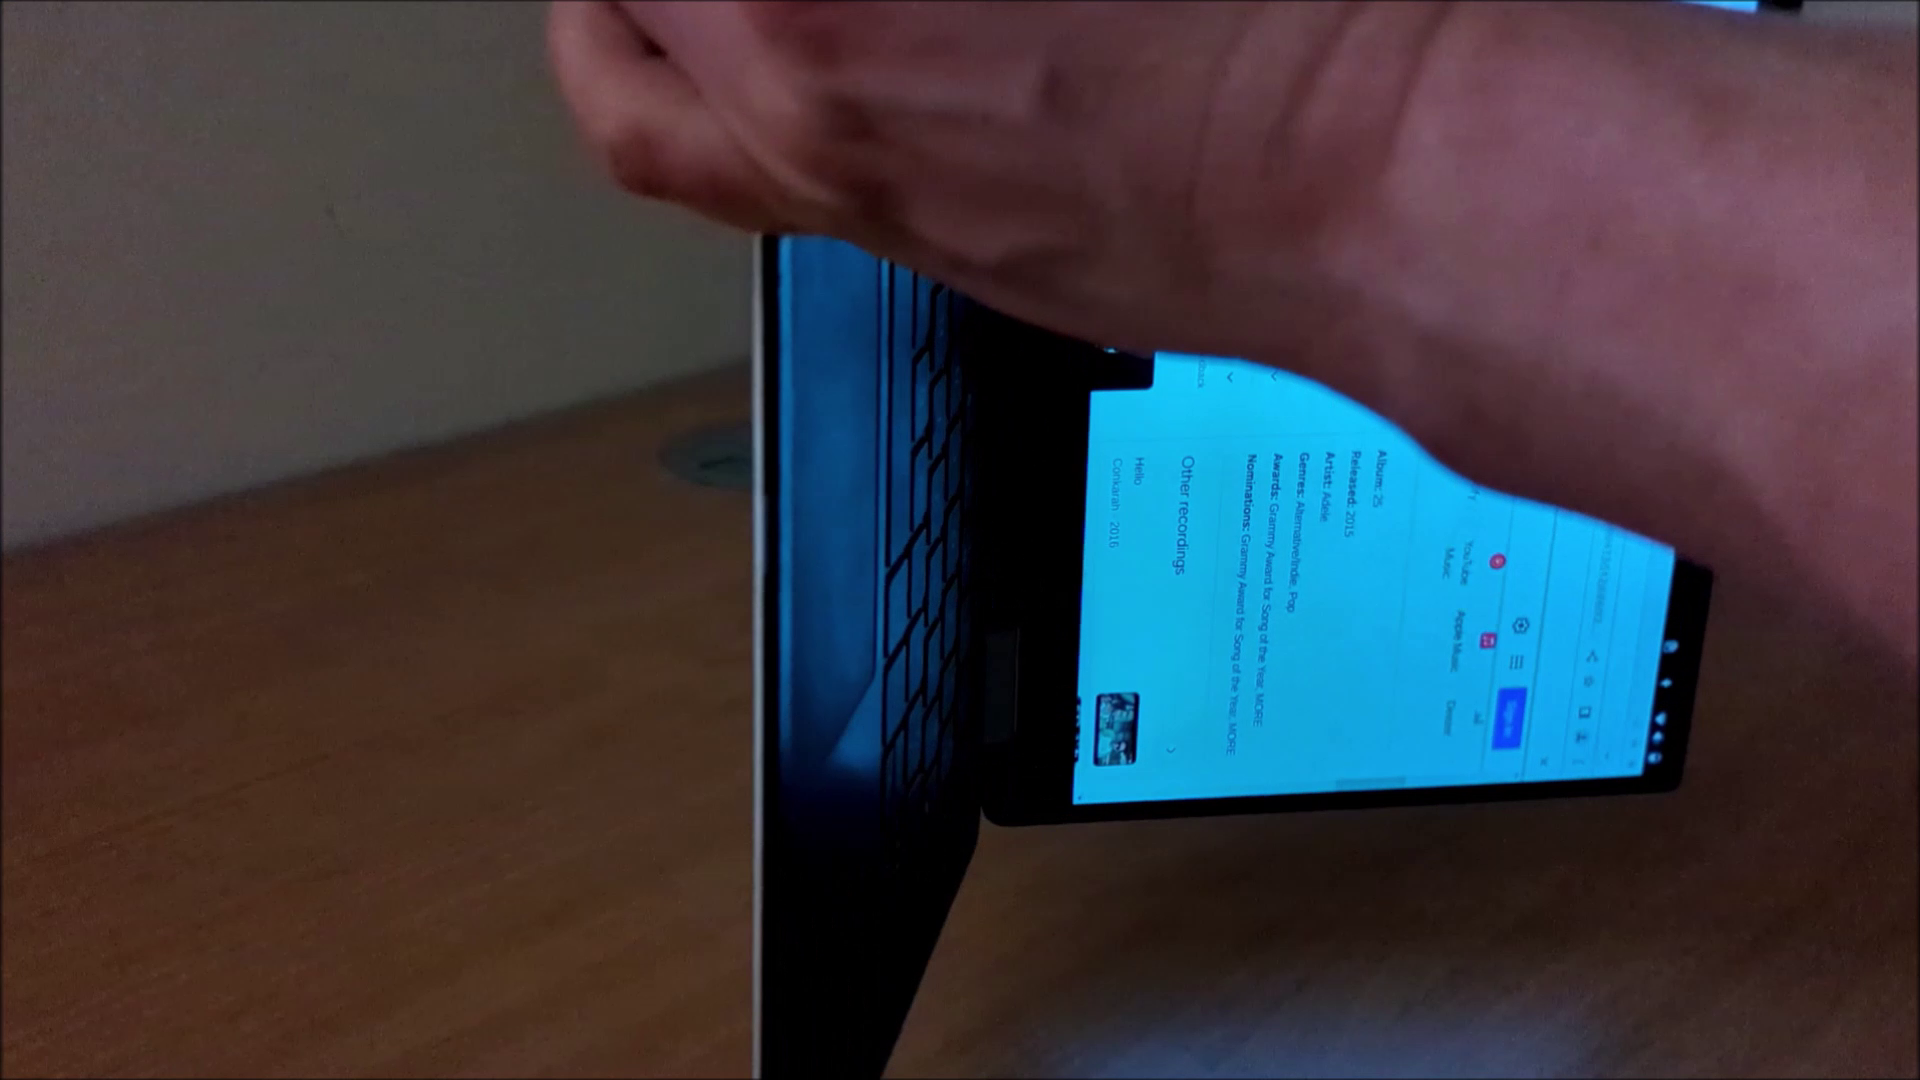 YouTube
Music
Apple Music
Deezer
Album: 25
Released: 2015
Artist: Adele
Genres: Alternative/Indie, Pop
Awards: Grammy Award for Song of the Year, MORE
Nominations: Grammy Award for Song of the Year, MORE
Other recordings
Hello
Conkarah · 2016